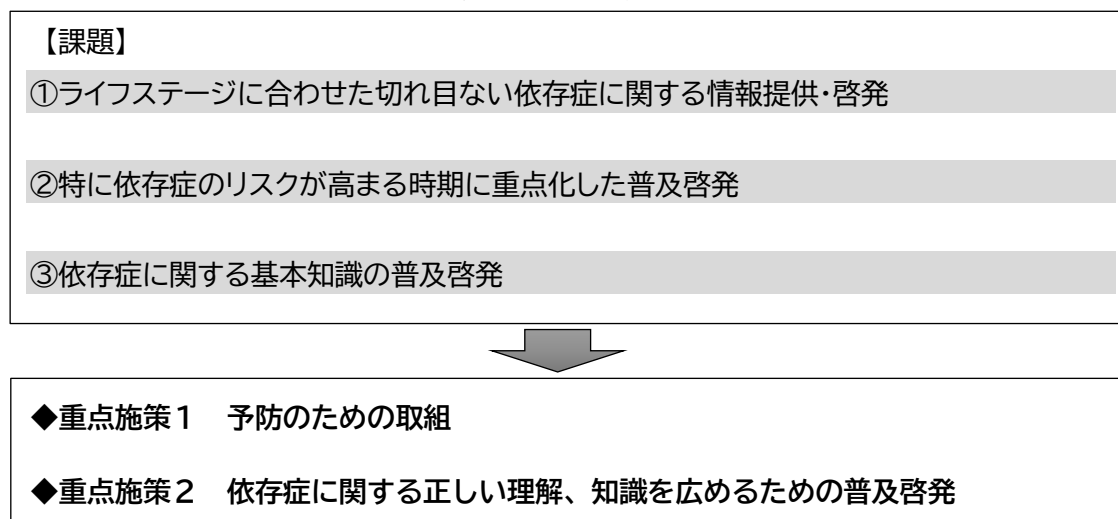 【課題】
①ライフステージに合わせた切れ目ない依存症に関する情報提供・啓発
②特に依存症のリスクが高まる時期に重点化した普及啓発
③依存症に関する基本知識の普及啓発
◆重点施策１　予防のための取組
◆重点施策２　依存症に関する正しい理解、知識を広めるための普及啓発